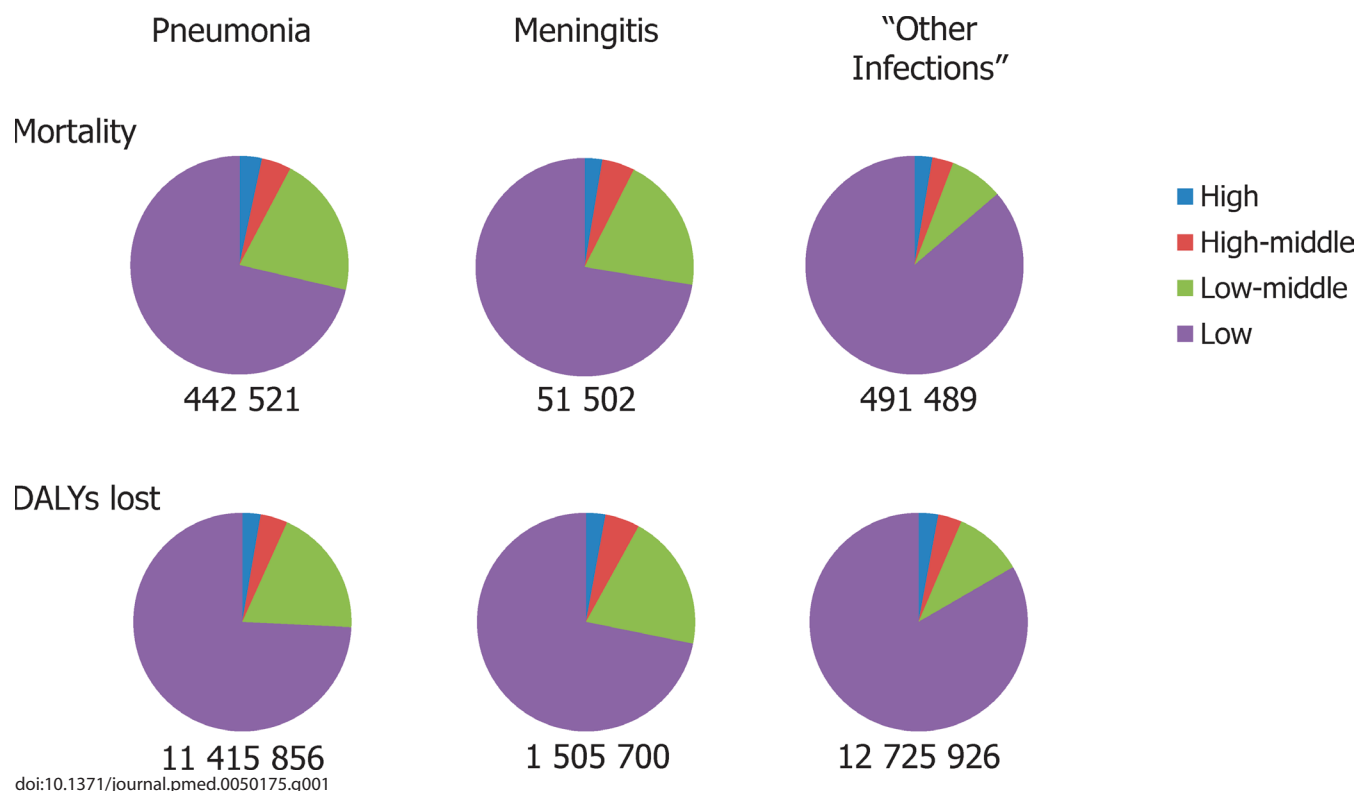 Pneumonia
Meningitis
“Other
Infections”
Mortality
High
High-middle
Low-middle
Low
442 521
51 502
491 489
DALYs lost
11 415 856
1 505 700
12 725 926
doi:10.1371/journal.pmed.0050175.g001